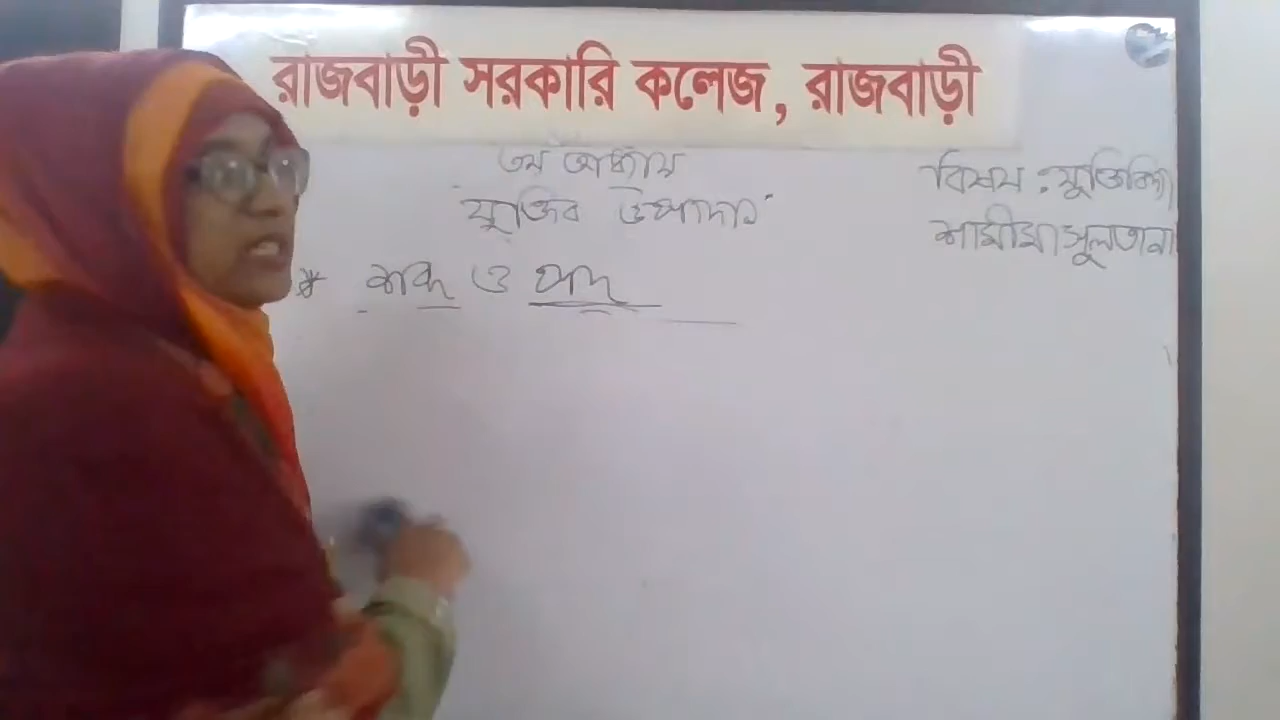 রাজবাড়ী সরকারি কলেজ, রাজবাড়ী
৩য় অধ্যায়
যুক্তির উপাদান
বিষয় : যুক্তিবিদ্যা
শামীমা সুলতানা
* শব্দ ও পদ